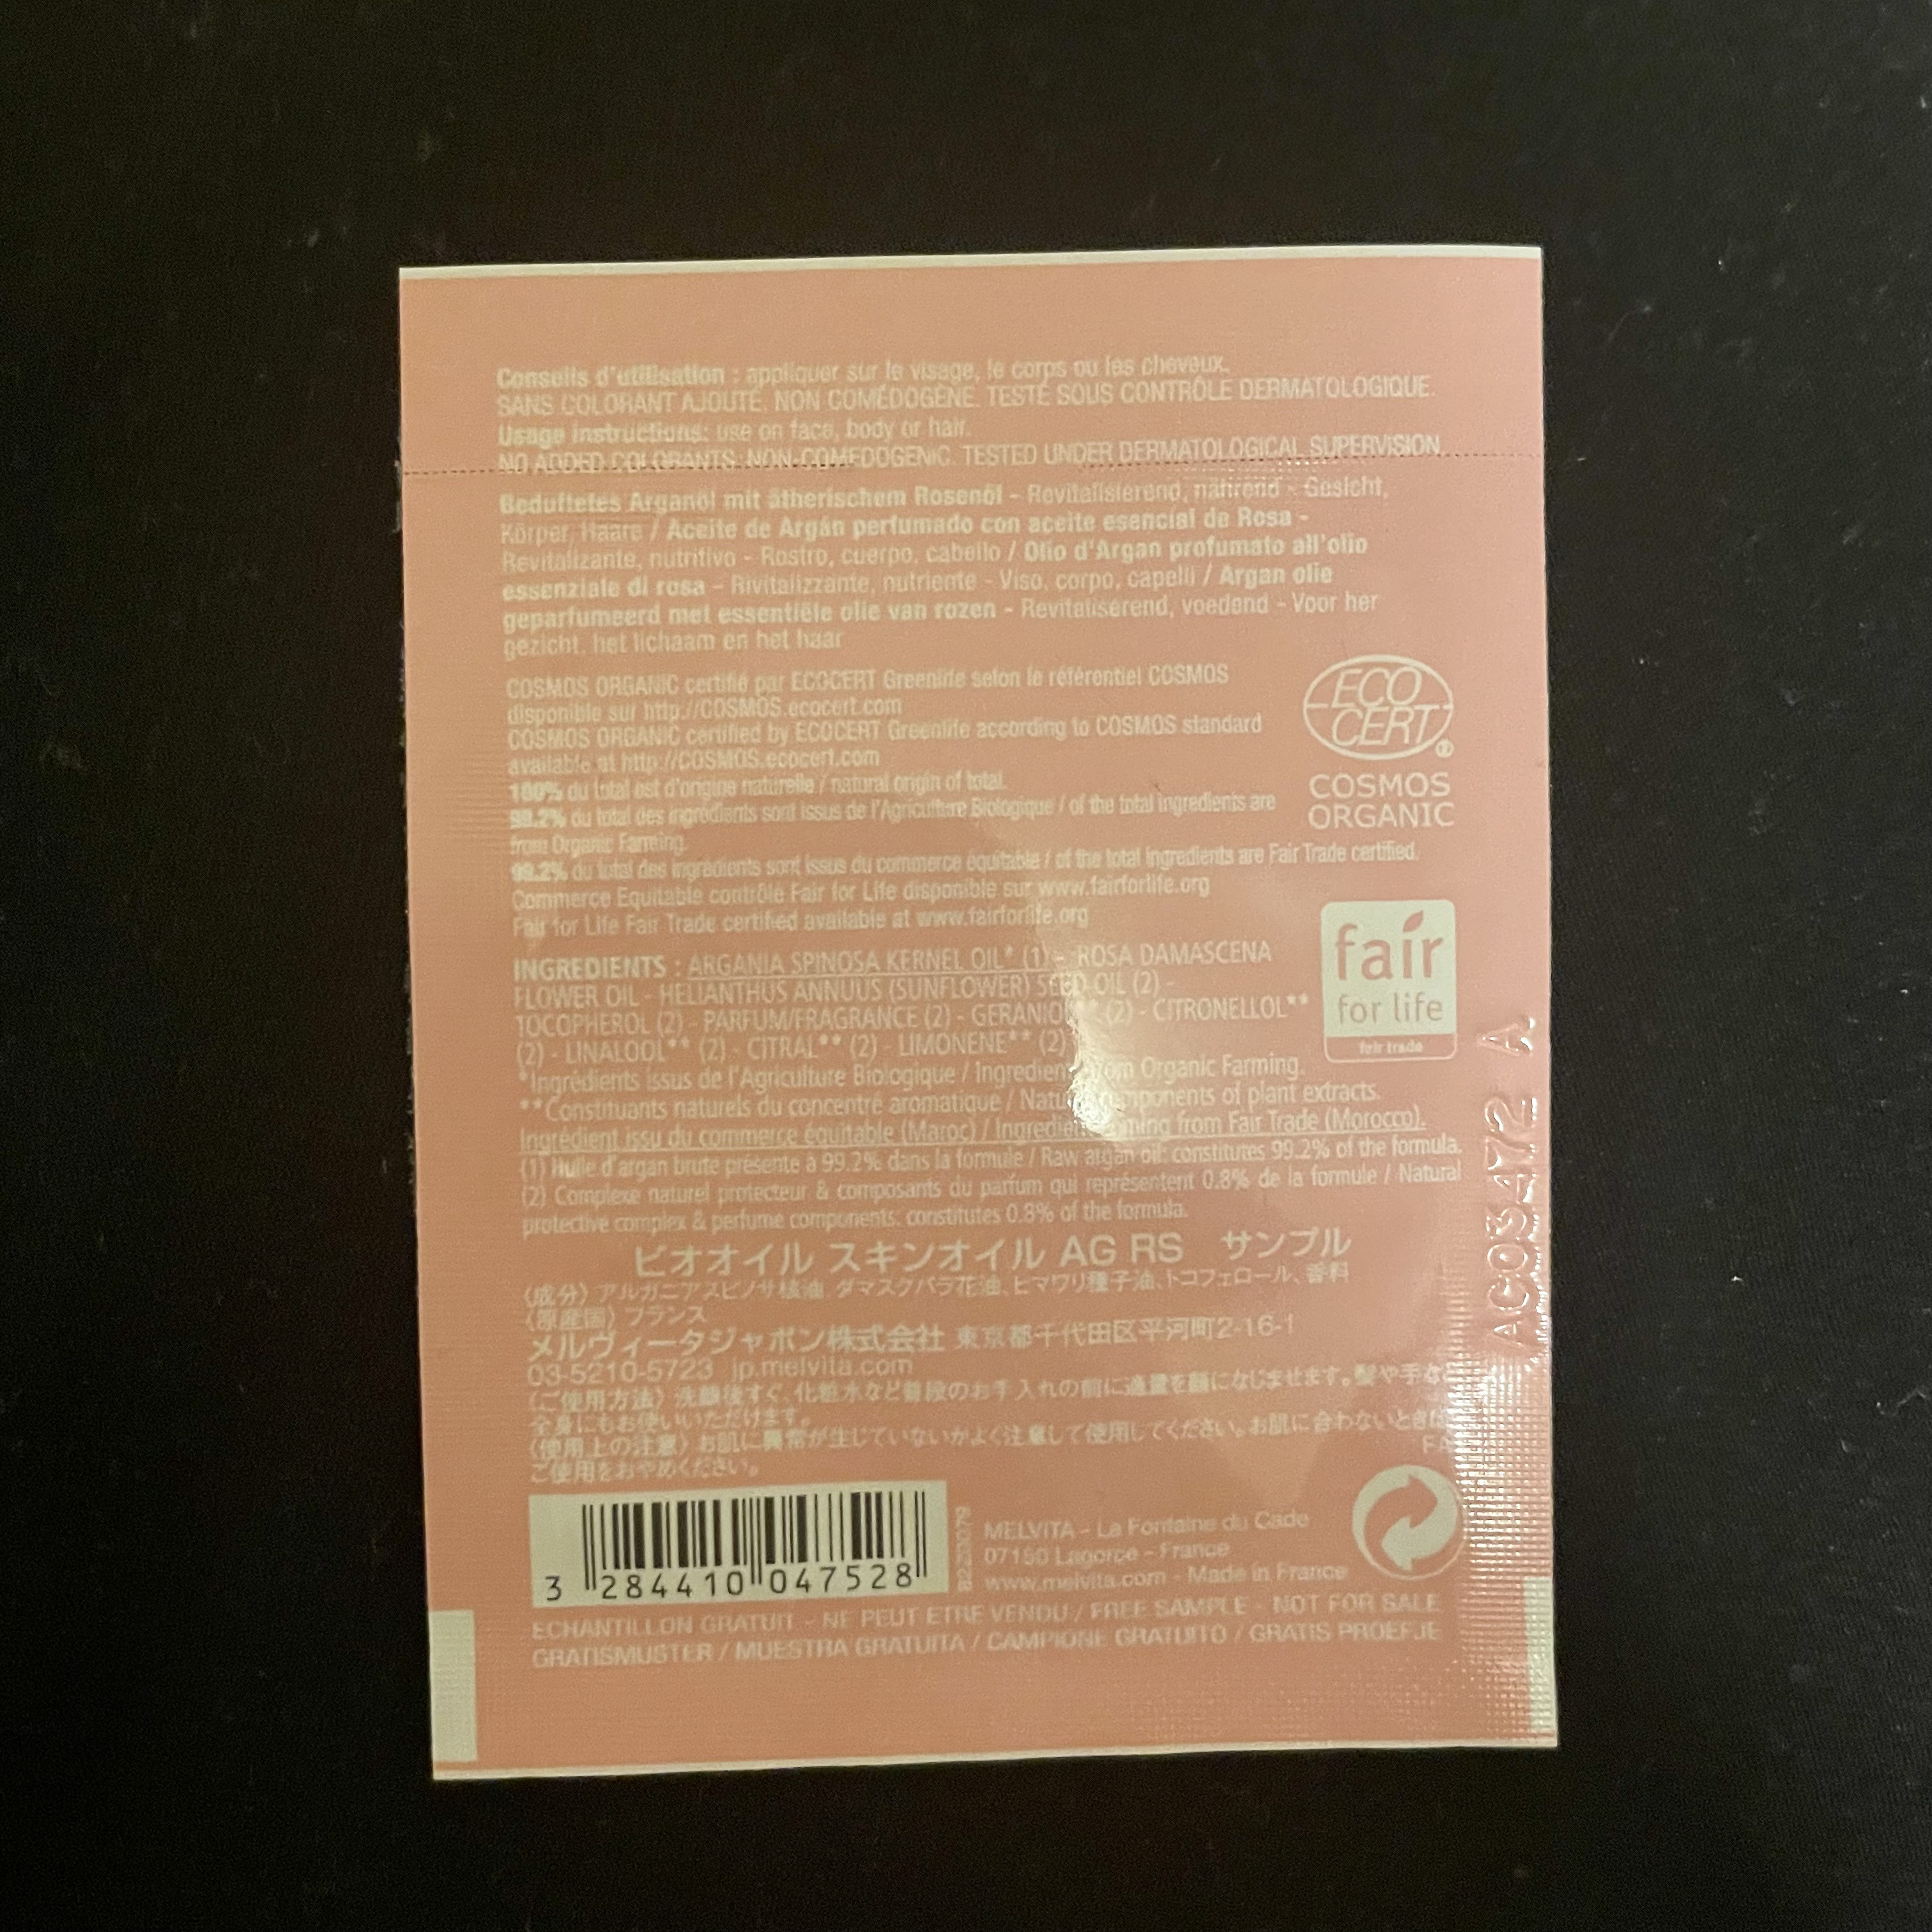 Conseils d'utilisation : appliquer sur le visage, le corps ou les cheveux.
SANS COLORANT AJOUTÉ. NON COMÉDOGÈNE. TESTÉ SOUS CONTRÔLE DERMATOLOGIQUE.
Usage instructions: use on face, body or hair.
NO ADDED COLORANTS. NON-COMEDOGENIC. TESTED UNDER DERMATOLOGICAL SUPERVISION
Beduftetes Arganöl mit ätherischem Rosenöl - Revitalisierend, nährend - Gesicht,
Körper, Haare / Aceite de Argán perfumado con aceite esencial de Rosa -
Revitalizante, nutritivo - Rostro, cuerpo, cabello / Olio d'Argan profumato all'olio
essenziale di rosa - Rivitalizzante, nutriente - Viso, corpo, capelli / Argan olie
geparfumeerd met essentiële olie van rozen - Revitaliserend, voedend - Voor her
gezicht, het lichaam en het haar
COSMOS ORGANIC certifié par ECOCERT Greenlife selon le référentiel COSMOS
disponible sur http://COSMOS.ecocert.com
COSMOS ORGANIC certified by ECOCERT Greenlife according to COSMOS standard
available at http://COSMOS.ecocert.com
100% du total est d'origine naturelle / natural origin of total.
99.2% du total des ingrédients sont issus de l'Agriculture Biologique / of the total ingredients are
from Organic Farming.
99.2% du total des ingrédients sont issus du commerce équitable / of the total ingredients are Fair Trade certified.
Commerce Equitable contrôlé Fair for Life disponible sur www.fairforlife.org
Fair for Life Fair Trade certified available at www.fairforlife.org
ECO
CERT®
COSMOS
ORGANIC
INGREDIENTS : ARGANIA SPINOSA KERNEL OIL* (1) - ROSA DAMASCENA
FLOWER OIL - HELIANTHUS ANNUUS (SUNFLOWER) SEED OIL (2) -
TOCOPHEROL (2) - PARFUM/FRAGRANCE (2) - GERANIOL** (2) - CITRONELLOL**
(2) - LINALOOL** (2) - CITRAL** (2) - LIMONENE** (2)
*Ingrédients issus de l'Agriculture Biologique / Ingredients from Organic Farming.
**Constituants naturels du concentré aromatique / Natural components of plant extracts.
Ingrédient issu du commerce équitable (Maroc) / Ingredient coming from Fair Trade (Morocco).
(1) Huile d'argan brute présente à 99.2% dans la formule / Raw argan oil: constitutes 99.2% of the formula.
(2) Complexe naturel protecteur & composants du parfum qui représentent 0.8% de la formule / Natural
protective complex & perfume components: constitutes 0.8% of the formula.
fair
for life
fair trade
ビオオイル スキンオイル AG RS サンプル
〈成分〉アルガニアスピノサ核油、ダマスクバラ花油、ヒマワリ種子油、トコフェロール、香料
〈原産国〉フランス
メルヴィータジャポン株式会社 東京都千代田区平河町2-16-1
03-5210-5723 jp.melvita.com
〈ご使用方法〉洗顔後すぐ、化粧水など普段のお手入れの前に適量を顔になじませます。髪や手な
全身にもお使いいただけます。
〈使用上の注意〉お肌に異常が生じていないかよく注意して使用してください。お肌に合わないときは
ご使用をおやめください。
FA
3 284410 047528
MELVITA - La Fontaine du Cade
07150 Lagorce - France
www.melvita.com - Made in France
ECHANTILLON GRATUIT - NE PEUT ETRE VENDU / FREE SAMPLE - NOT FOR SALE
GRATISMUSTER / MUESTRA GRATUITA / CAMPIONE GRATUITO / GRATIS PROEFJE
AG03472 A